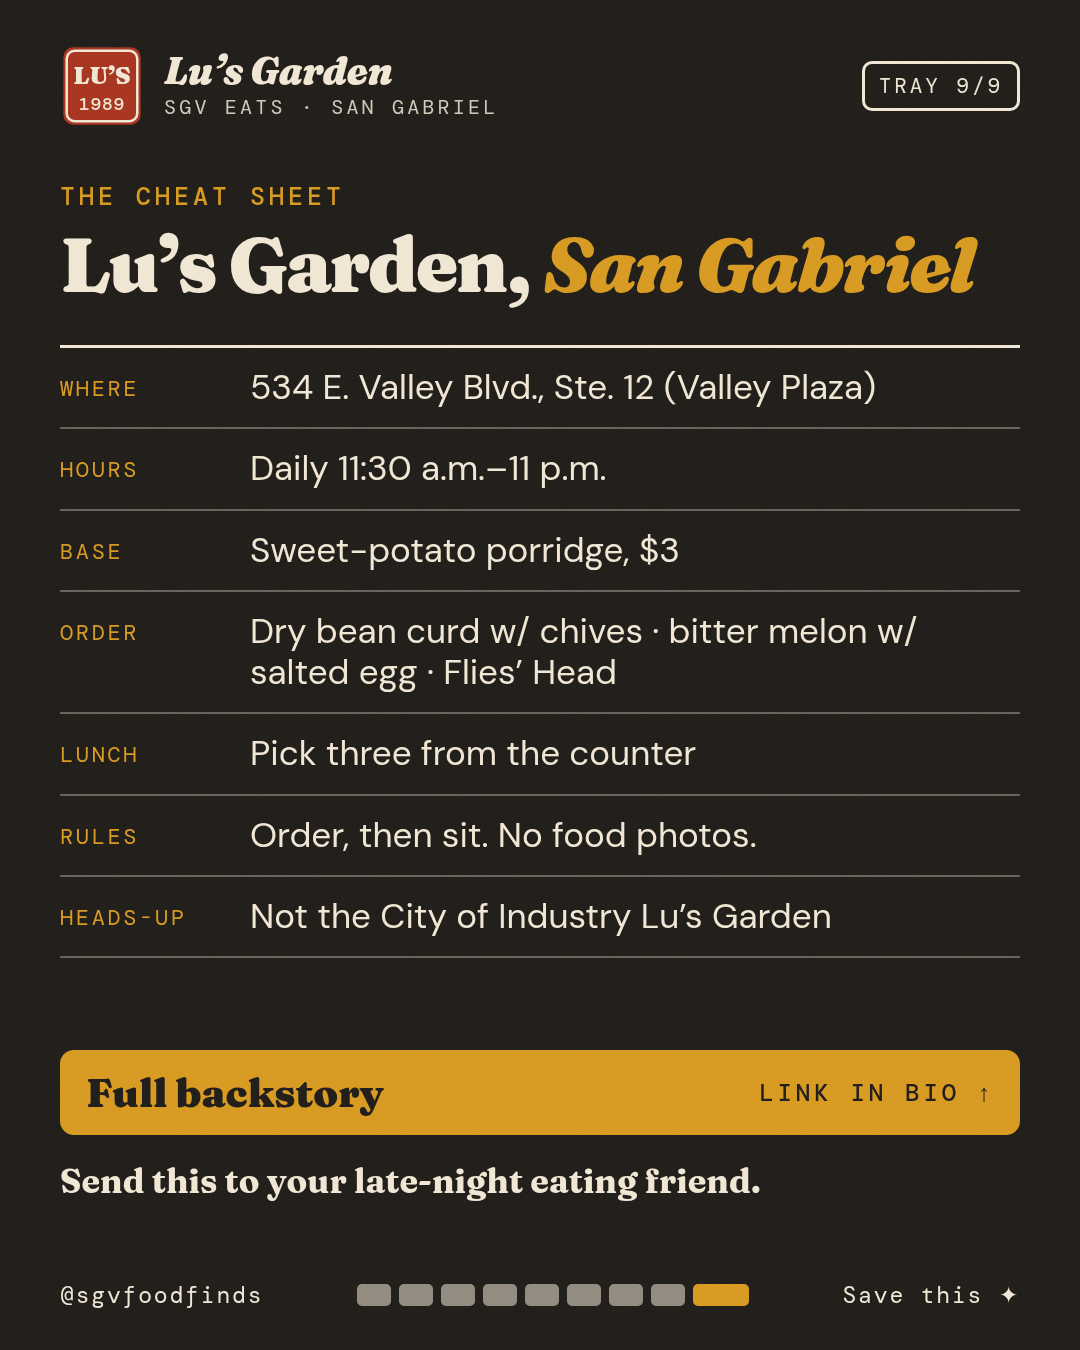 LU’S
1989
Lu’s Garden
SGV EATS · SAN GABRIEL
TRAY 9/9
THE CHEAT SHEET
Lu’s Garden, San Gabriel
WHERE 534 E. Valley Blvd., Ste. 12 (Valley Plaza)
HOURS Daily 11:30 a.m.–11 p.m.
BASE Sweet-potato porridge, $3
ORDER Dry bean curd w/ chives · bitter melon w/
salted egg · Flies’ Head
LUNCH Pick three from the counter
RULES Order, then sit. No food photos.
HEADS-UP Not the City of Industry Lu’s Garden
Full backstory LINK IN BIO ↑
Send this to your late-night eating friend.
@sgvfoodfinds Save this ✦